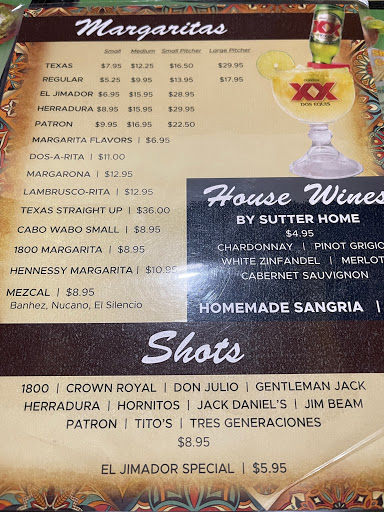 Margaritas
Small Medium Small Pitcher Large Pitcher
TEXAS $7.95 $12.25 $16.50 $29.95
REGULAR $5.25 $9.95 $13.95 $17.95
EL JIMADOR $6.95 $15.95 $28.95
HERRADURA $8.95 $15.95 $29.95
PATRON $9.95 $16.95 $22.50
MARGARITA FLAVORS | $6.95
DOS-A-RITA | $11.00
MARGARONA | $12.95
LAMBRUSCO-RITA | $12.95
TEXAS STRAIGHT UP | $36.00
CABO WABO SMALL | $8.95
1800 MARGARITA | $8.95
HENNESSY MARGARITA | $10.95
MEZCAL | $8.95
Banhez, Nucano, El Silencio
XX
XX
DOS EQUIS
House Wines
BY SUTTER HOME
$4.95
CHARDONNAY | PINOT GRIGIO
WHITE ZINFANDEL | MERLOT
CABERNET SAUVIGNON
HOMEMADE SANGRIA |
Shots
1800 | CROWN ROYAL | DON JULIO | GENTLEMAN JACK
HERRADURA | HORNITOS | JACK DANIEL'S | JIM BEAM
PATRON | TITO'S | TRES GENERACIONES
$8.95
EL JIMADOR SPECIAL | $5.95